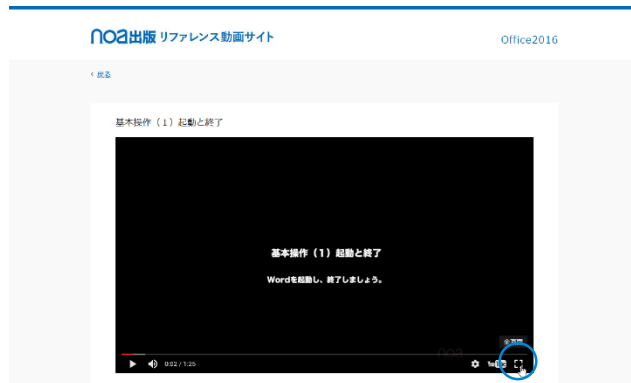 noa出版 リファレンス動画サイト
Office2016
< 戻る
基本操作（1）起動と終了
基本操作（1）起動と終了
Wordを起動し、終了しましょう。
noa
全画面
0:02 / 1:25